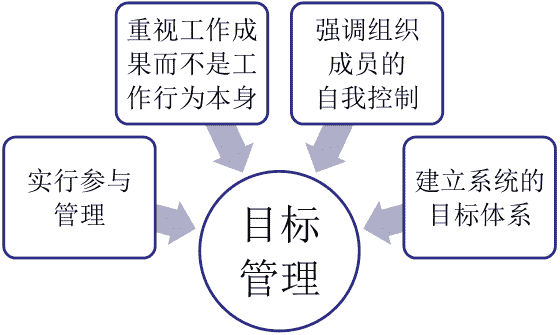 重视工作成
果而不是工
作行为本身
强调组织
成员的
自我控制
实行参与
管理
建立系统的
目标体系
目标
管理